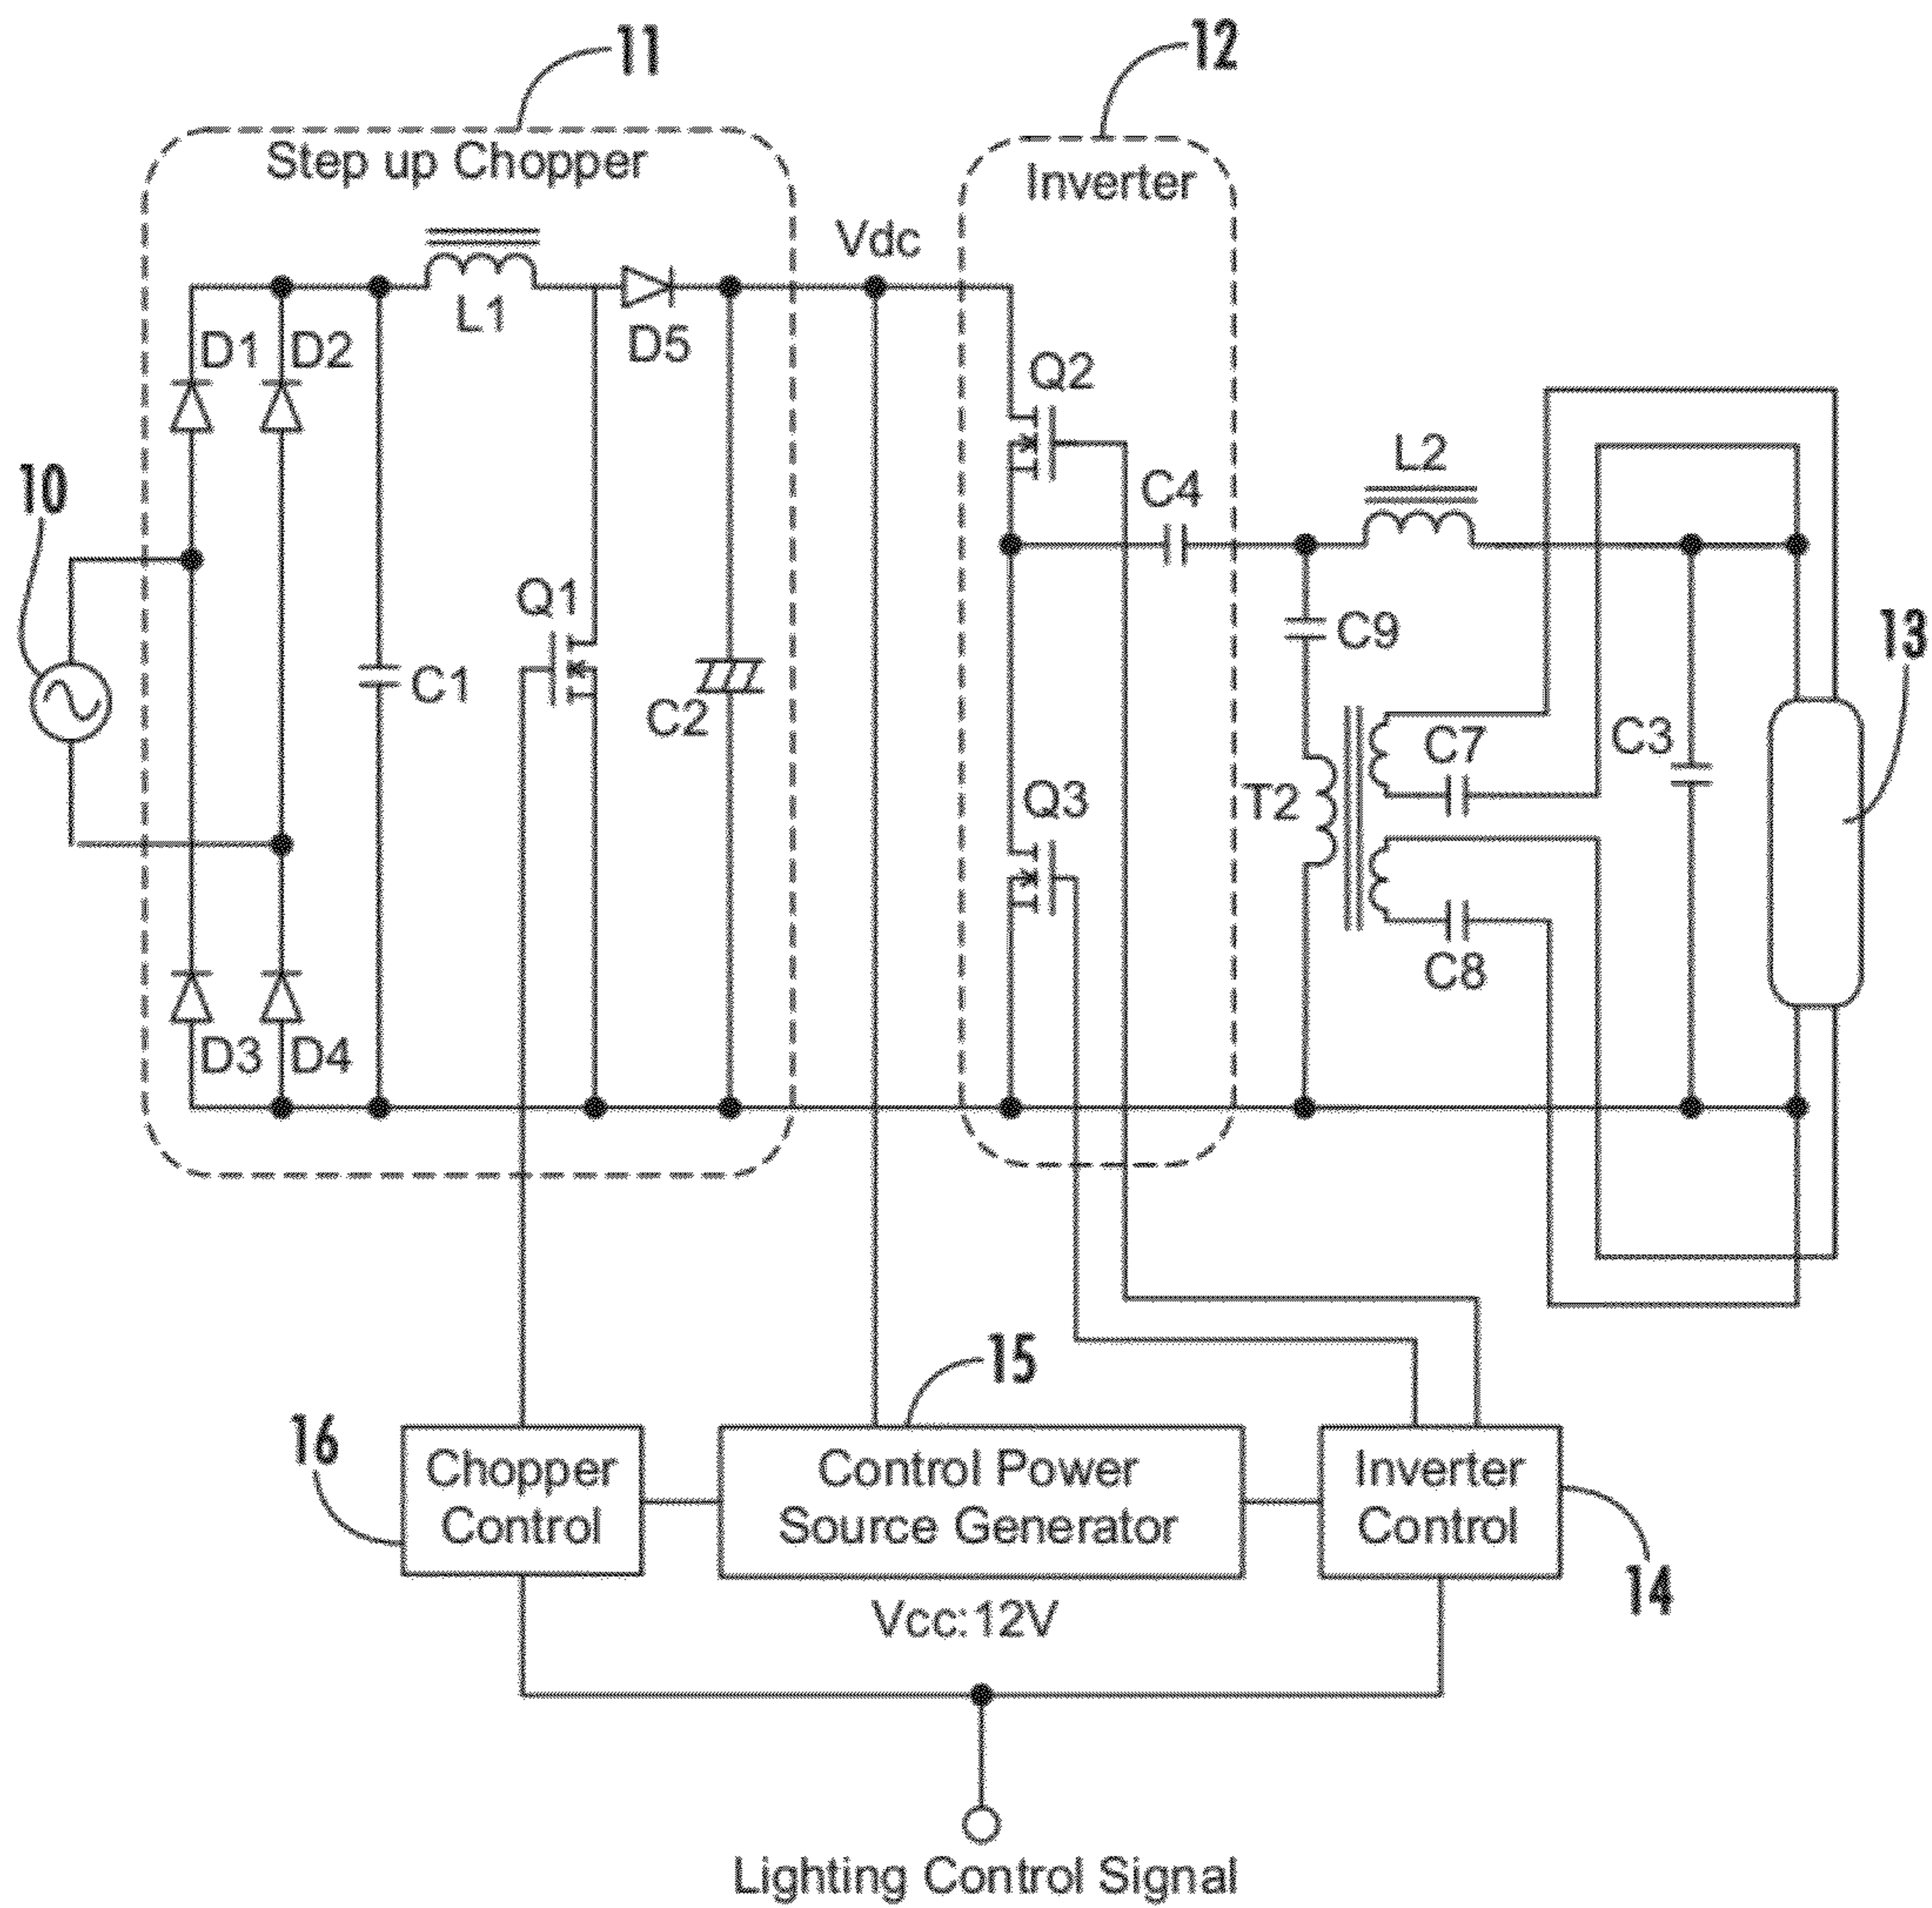 11
12
Step up Chopper
Inverter
Vdc
L1
D5
D1
D2
Q2
L2
10
C4
Q1
C9
13
C1
C2
C7
C3
Q3
T2
C8
D3
D4
15
16
Chopper
Control
Control Power
Source Generator
Inverter
Control
14
Vcc:12V
Lighting Control Signal